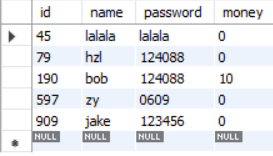 id name password money
45 lalala lalala 0
79 hzl 124088 0
190 bob 124088 10
597 zy 0609 0
909 jake 123456 0
NULL NULL NULL NULL